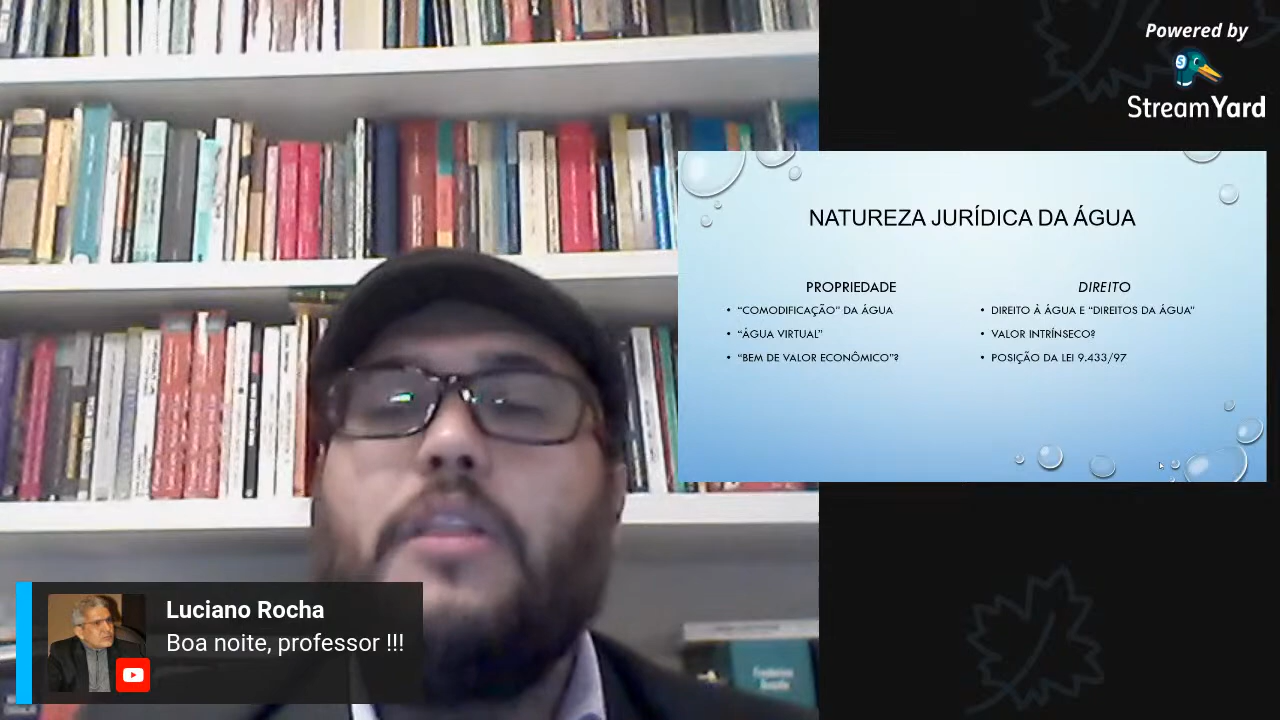 Powered by
StreamYard
NATUREZA JURÍDICA DA ÁGUA
PROPRIEDADE
• “COMODIFICAÇÃO” DA ÁGUA
• “ÁGUA VIRTUAL”
• “BEM DE VALOR ECONÔMICO”?
DIREITO
• DIREITO À ÁGUA E “DIREITOS DA ÁGUA”
• VALOR INTRÍNSECO?
• POSIÇÃO DA LEI 9.433/97
Luciano Rocha
Boa noite, professor !!!